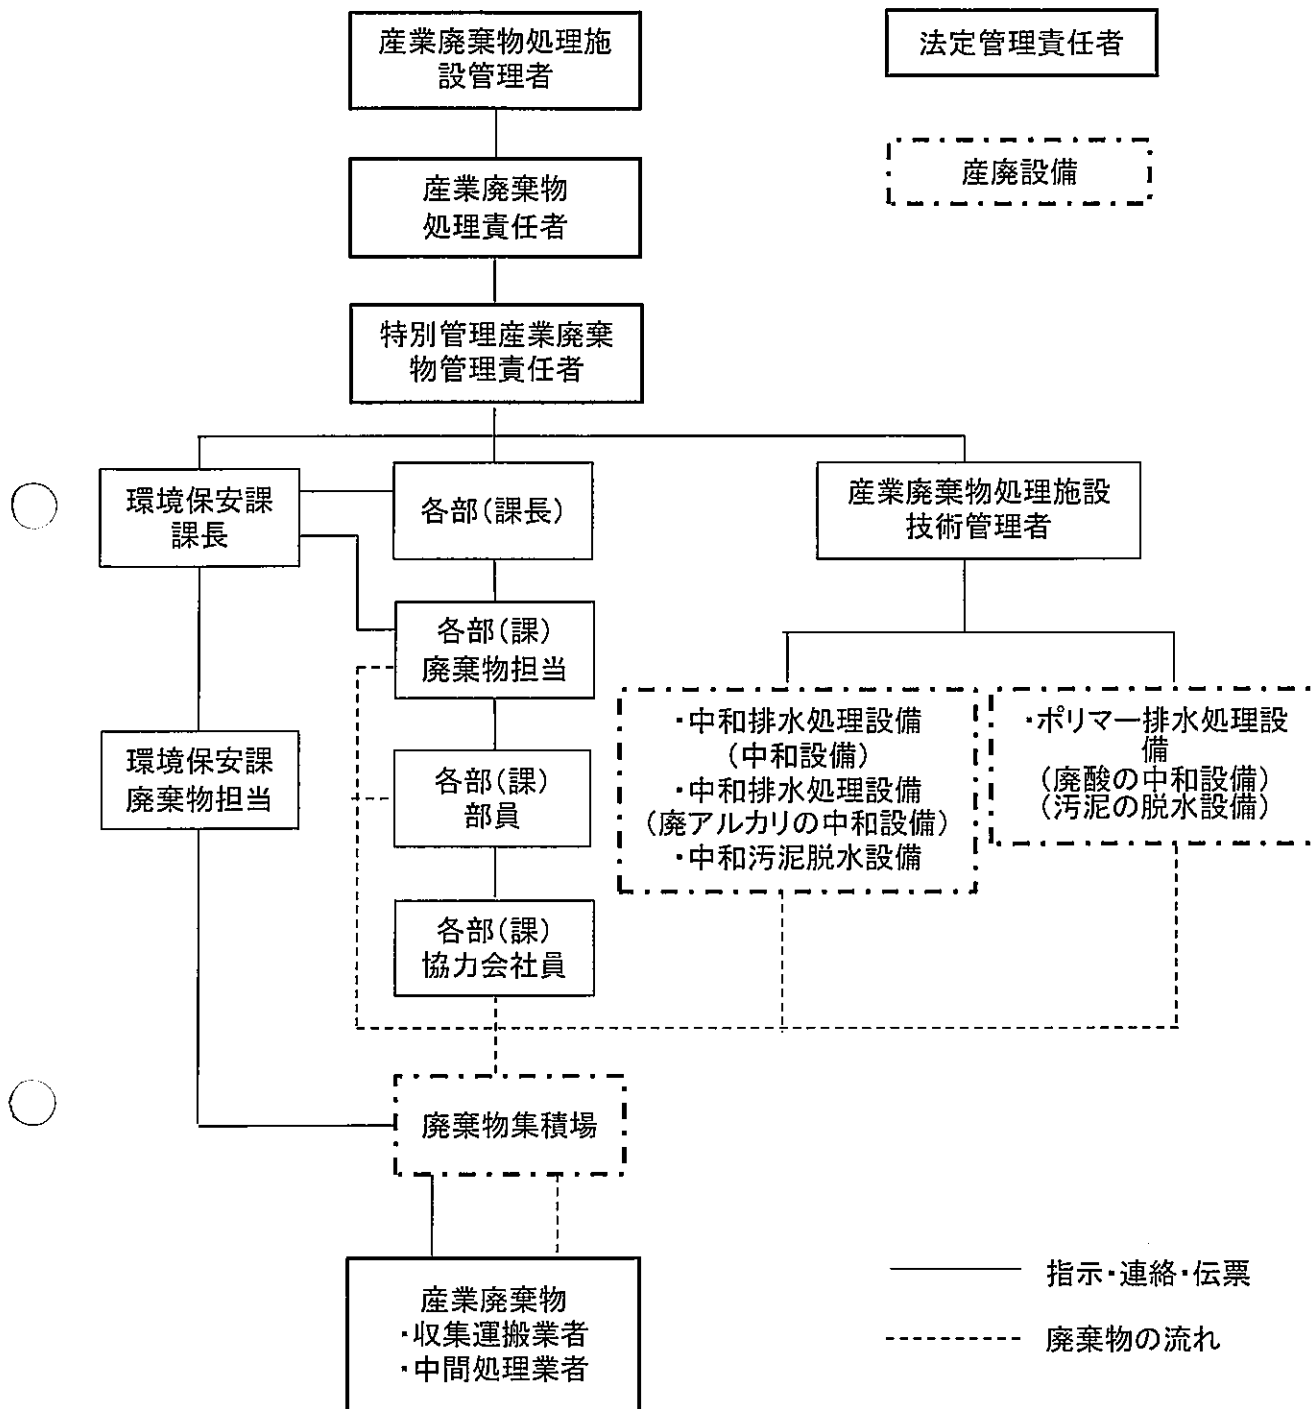 産業廃棄物処理施
設管理者
法定管理責任者
産業廃棄物
処理責任者
産廃設備
特別管理産業廃棄
物管理責任者
環境保安課
課長
各部(課長)
産業廃棄物処理施設
技術管理者
各部(課)
廃棄物担当
環境保安課
廃棄物担当
各部(課)
部員
・中和排水処理設備
(中和設備)
・中和排水処理設備
(廃アルカリの中和設備)
・中和汚泥脱水設備
・ポリマー排水処理設
備
(廃酸の中和設備)
(汚泥の脱水設備)
各部(課)
協力会社員
廃棄物集積場
産業廃棄物
・収集運搬業者
・中間処理業者
指示・連絡・伝票
廃棄物の流れ